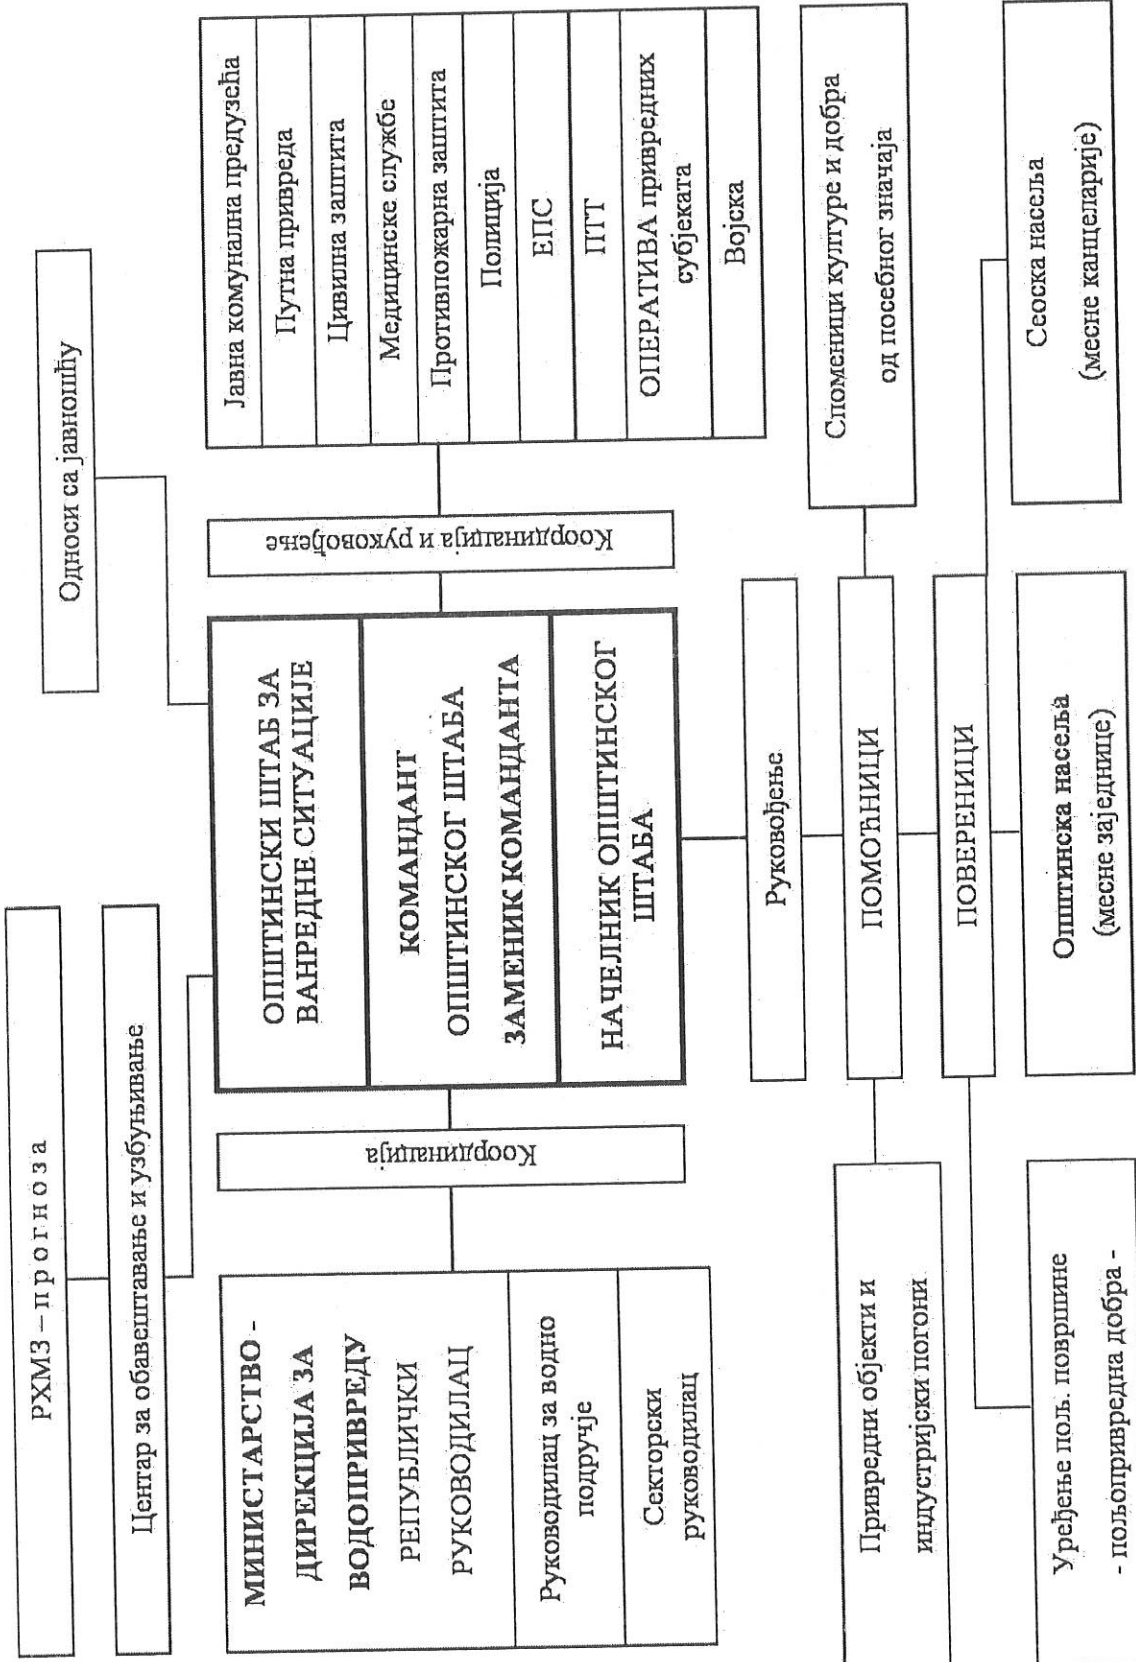 РХМЗ – п р о г н о з а
Центар за обавештавање и узбуњивање
Односи са јавношћу
МИНИСТАРСТВО -
ДИРЕКЦИЈА ЗА
ВОДОПРИВРЕДУ
РЕПУБЛИЧКИ
РУКОВОДИЛАЦ
Руководилац за водно
подручје
Секторски
руководилац
Координација
ОПШТИНСКИ ШТАБ ЗА
ВАНРЕДНЕ СИТУАЦИЈЕ
КОМАНДАНТ
ОПШТИНСКОГ ШТАБА
ЗАМЕНИК КОМАНДАНТА
НАЧЕЛНИК ОПШТИНСКОГ
ШТАБА
Координација и руковођење
Јавна комунална предузећа
Путна привреда
Цивилна заштита
Медицинске службе
Противпожарна заштита
Полиција
ЕПС
ПТТ
ОПЕРАТИВА привредних
субјеката
Војска
Руковођење
Привредни објекти и
индустријски погони
ПОМОЋНИЦИ
Споменици културе и добра
од посебног значаја
ПОВЕРЕНИЦИ
Уређење пољ. површине
- пољопривредна добра -
Општинска насеља
(месне заједнице)
Сеоска насеља
(месне канцеларије)